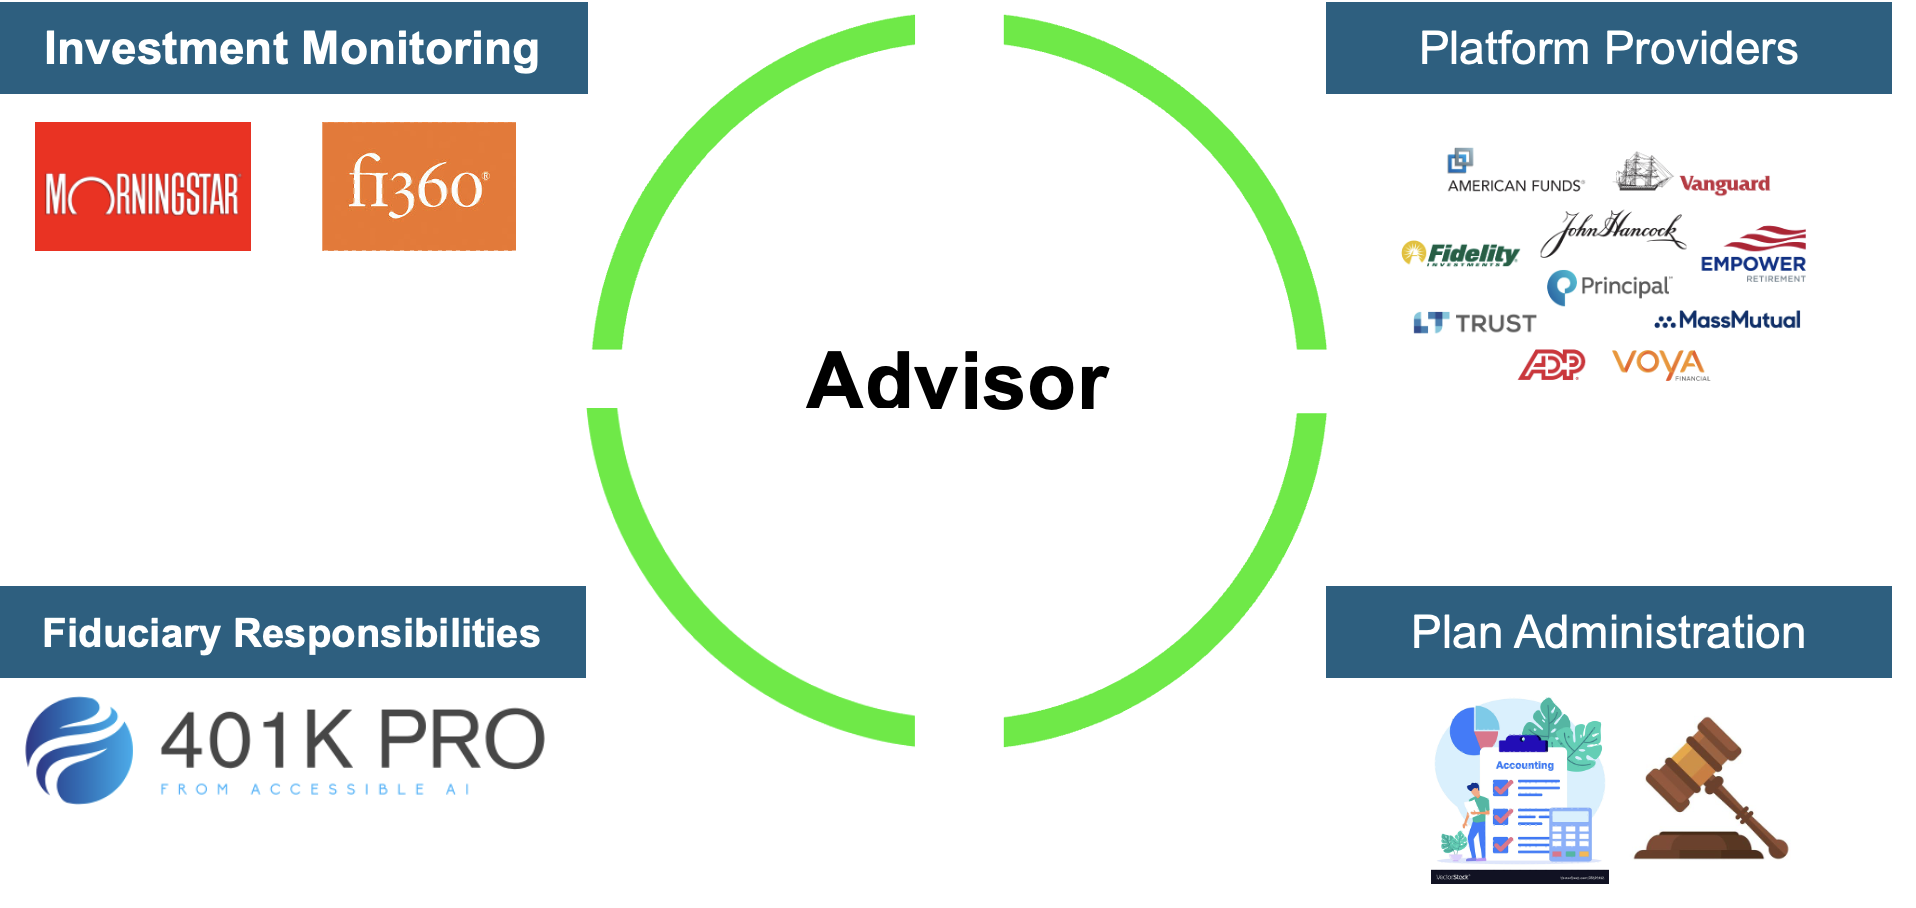 Investment Monitoring
MORNINGSTAR
fi360®
Advisor
Platform Providers
AMERICAN FUNDS®
Vanguard
John Hancock
Fidelity
INVESTMENTS
EMPOWER
RETIREMENT
Principal
LT TRUST
MassMutual
ADP
VOYA
FINANCIAL
Fiduciary Responsibilities
401K PRO
FROM ACCESSIBLE AI
Plan Administration
Accounting
VectorStock®